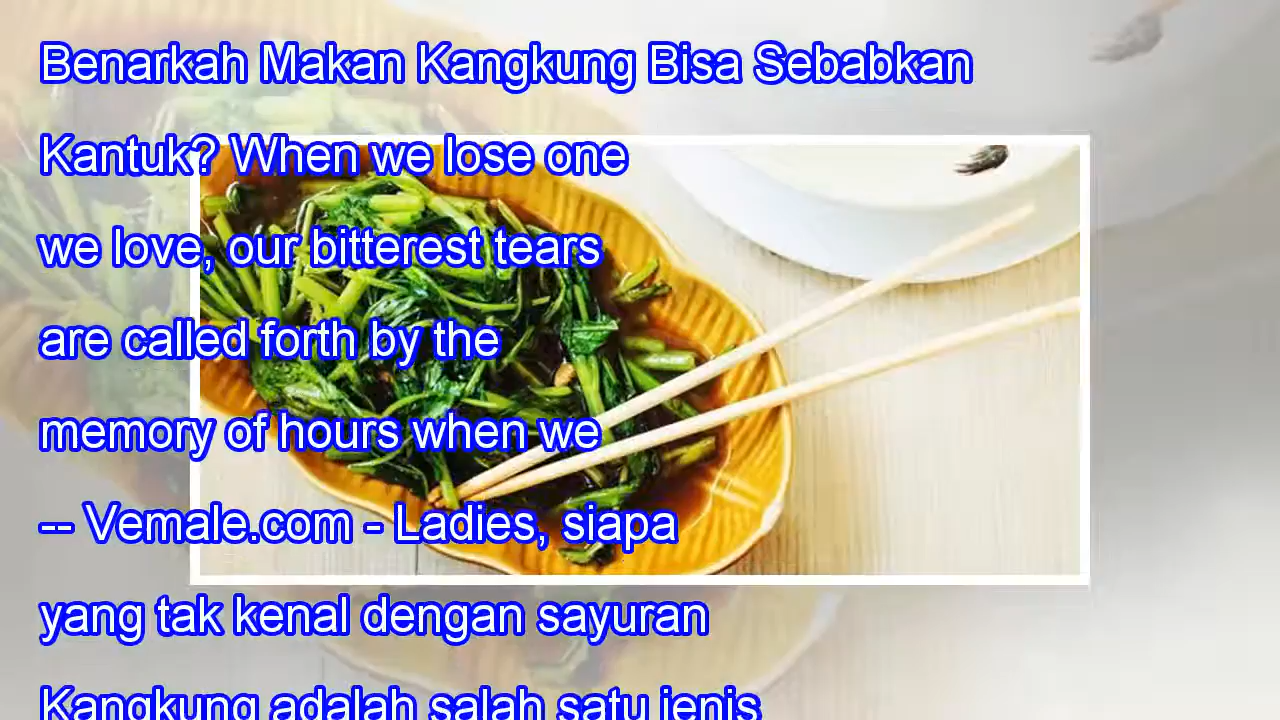 Benarkah Makan Kangkung Bisa Sebabkan
Kantuk? When we lose one
we love, our bitterest tears
are called forth by the
memory of hours when we
-- Vemale.com - Ladies, siapa
yang tak kenal dengan sayuran
Kangkung adalah salah satu jenis